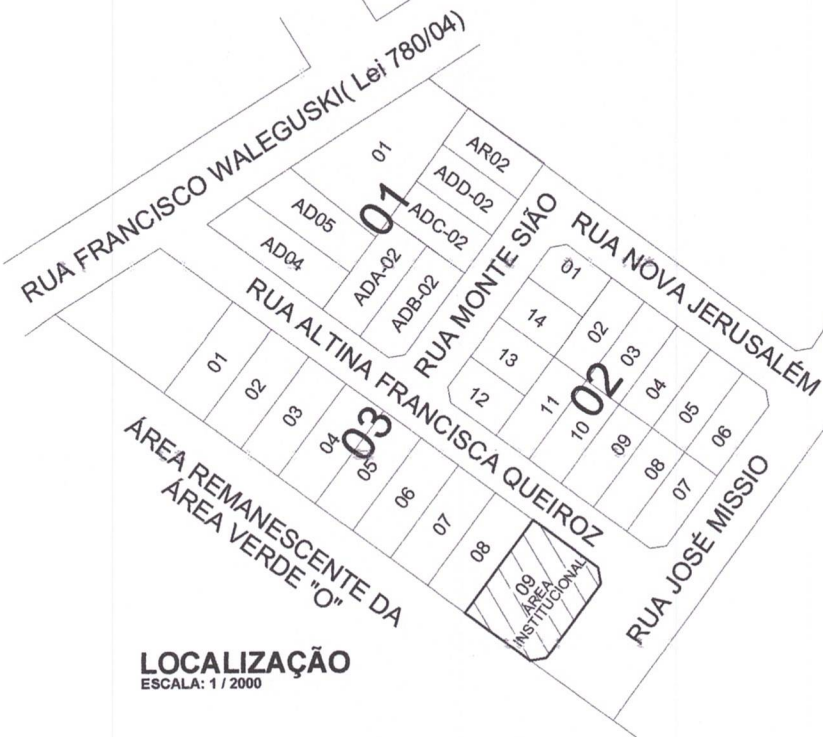 RUA FRANCISCO WALEGUSKI( Lei 780/04)
01
AR02
ADD-02
ADC-02
01
AD05
AD04
ADA-02
ADB-02
RUA MONTE SIÃO
RUA NOVA JERUSALÉM
RUA ALTINA FRANCISCA QUEIROZ
RUA JOSÉ MISSIO
02
01
14
13
12
02
03
04
05
06
11
10
09
08
07
03
01
02
03
04
05
06
07
08
09
ÁREA
INSTITUCIONAL
ÁREA REMANESCENTE DA
ÁREA VERDE "O"
LOCALIZAÇÃO
ESCALA: 1 / 2000